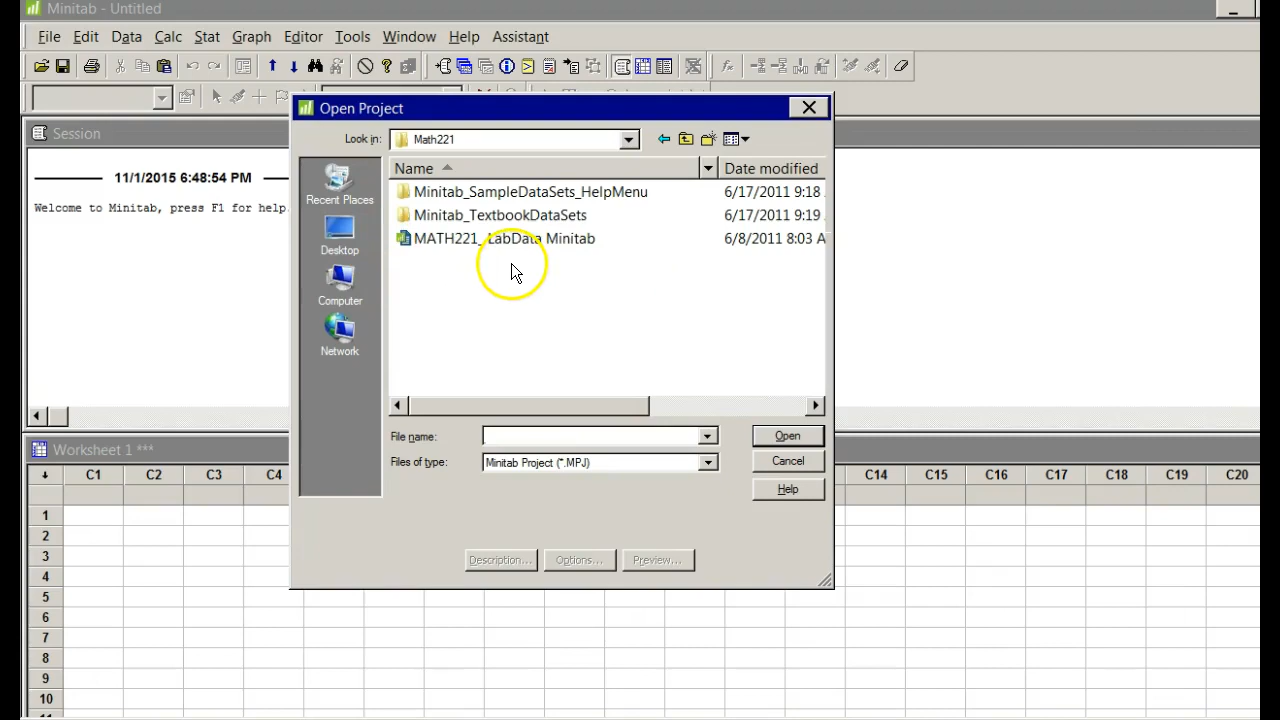 Minitab - Untitled
File Edit Data Calc Stat Graph Editor Tools Window Help Assistant
Open Project
Session
Look in: Math221
11/1/2015 6:48:54 PM
Welcome to Minitab, press F1 for help.
Recent Places
Desktop
Computer
Network
Name Date modified
Minitab_SampleDataSets_HelpMenu 6/17/2011 9:18
Minitab_TextbookDataSets 6/17/2011 9:19
MATH221_ LabData Minitab 6/8/2011 8:03 A
File name: Open
Files of type: Minitab Project (*.MPJ) Cancel
Help
Description... Options... Preview...
Worksheet 1 ***
C1 C2 C3 C4 C14 C15 C16 C17 C18 C19 C20
1
2
3
4
5
6
7
8
9
10